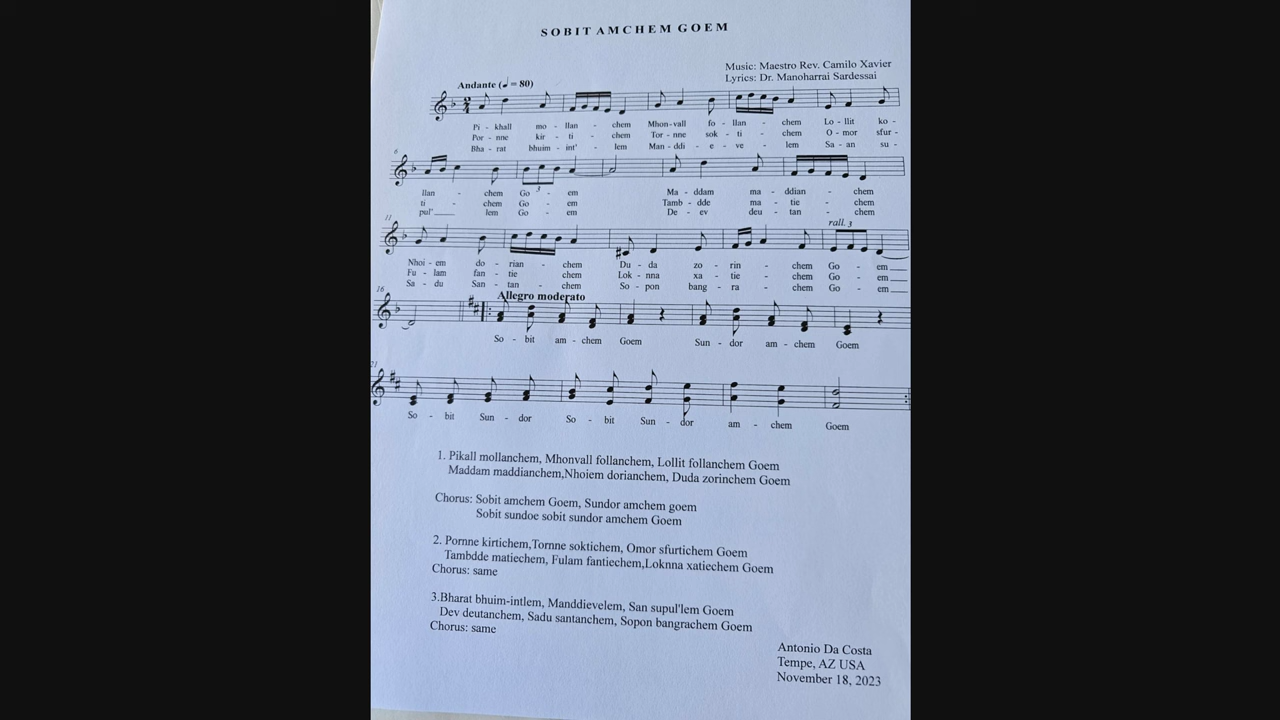 SOBIT AMCHEM GOEM
Music: Maestro Rev. Camilo Xavier
Lyrics: Dr. Manoharrai Sardessai
Andante (♩ = 80)
Pi - khall mo - llan - chem Mhon-vall fo - llan - chem Lo - llit ko -
Por - nne kir - ti - chem Tor - nne sok - ti - chem O - mor sfur -
Bha - rat bhuim - int' - lem Man - ddi - e - ve - lem Sa - an su -
6
llan - chem Go - em Ma - ddam ma - ddian - chem
ti - chem Go - em Tamb - dde ma - tie - chem
pul' lem Go - em De - ev deu - tan - chem
3
11
rall. 3
Nhoi - em do - rian - chem Du - da zo - rin - chem Go - em
Fu - lam fan - tie - chem Lok - nna xa - tie - chem Go - em
Sa - du San - tan - chem So - pon bang - ra - chem Go - em
16
Allegro moderato
So - bit am - chem Goem Sun - dor am - chem Goem
21
So - bit Sun - dor So - bit Sun - dor am - chem Goem
1. Pikall mollanchem, Mhonvall follanchem, Lollit follanchem Goem
Maddam maddianchem,Nhoiem dorianchem, Duda zorinchem Goem
Chorus: Sobit amchem Goem, Sundor amchem goem
Sobit sundoe sobit sundor amchem Goem
2. Pornne kirtichem,Tornne soktichem, Omor sfurtichem Goem
Tambdde matiechem, Fulam fantiechem,Loknna xatiechem Goem
Chorus: same
3.Bharat bhuim-intlem, Manddievelem, San supul'lem Goem
Dev deutanchem, Sadu santanchem, Sopon bangrachem Goem
Chorus: same
Antonio Da Costa
Tempe, AZ USA
November 18, 2023